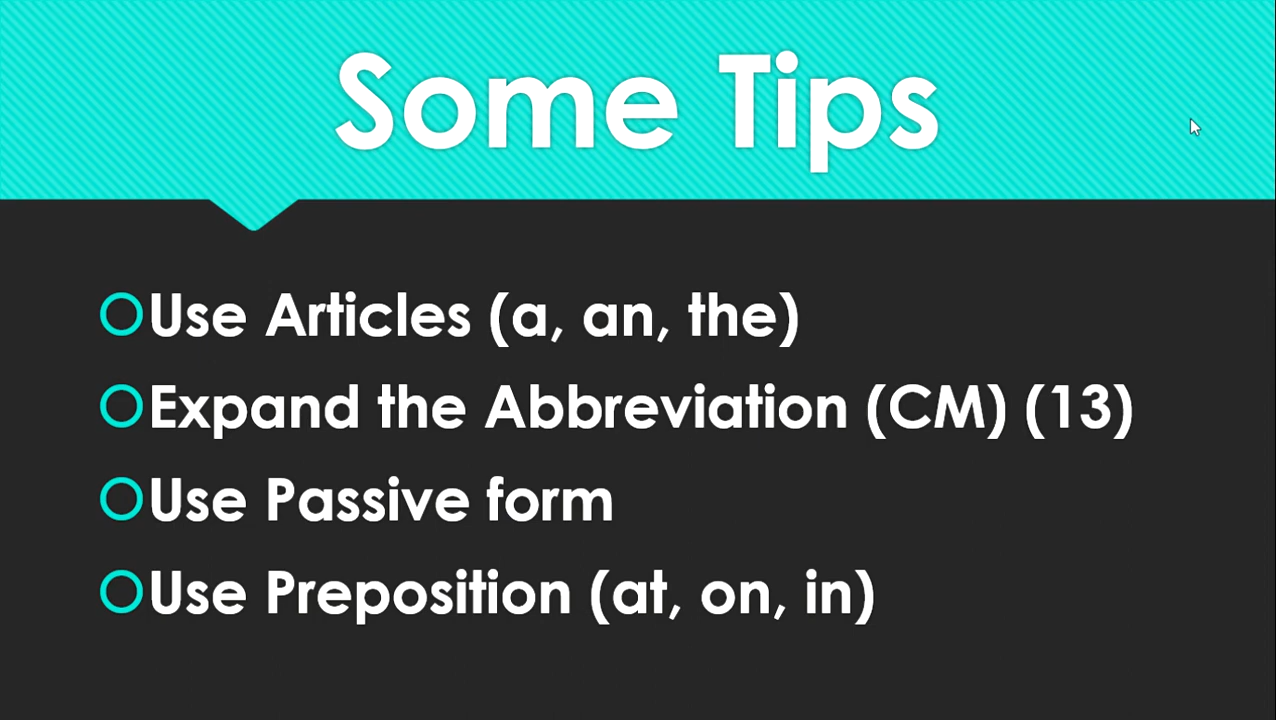 Some Tips
Use Articles (a, an, the)
Expand the Abbreviation (CM) (13)
Use Passive form
Use Preposition (at, on, in)